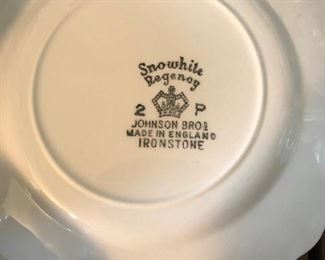 Snowhite
Regency
2 P
JOHNSON BROS
MADE IN ENGLAND
IRONSTONE